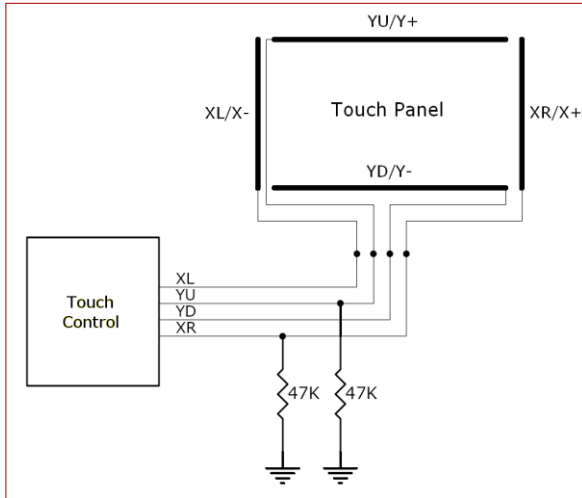 YU/Y+
XL/X-
Touch Panel
XR/X+
YD/Y-
XL
YU
YD
XR
Touch
Control
47K
47K